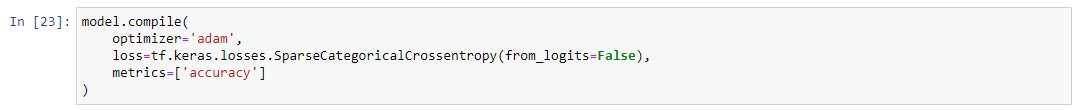 In [23]: model.compile(
    optimizer='adam',
    loss=tf.keras.losses.SparseCategoricalCrossentropy(from_logits=False),
    metrics=['accuracy']
)